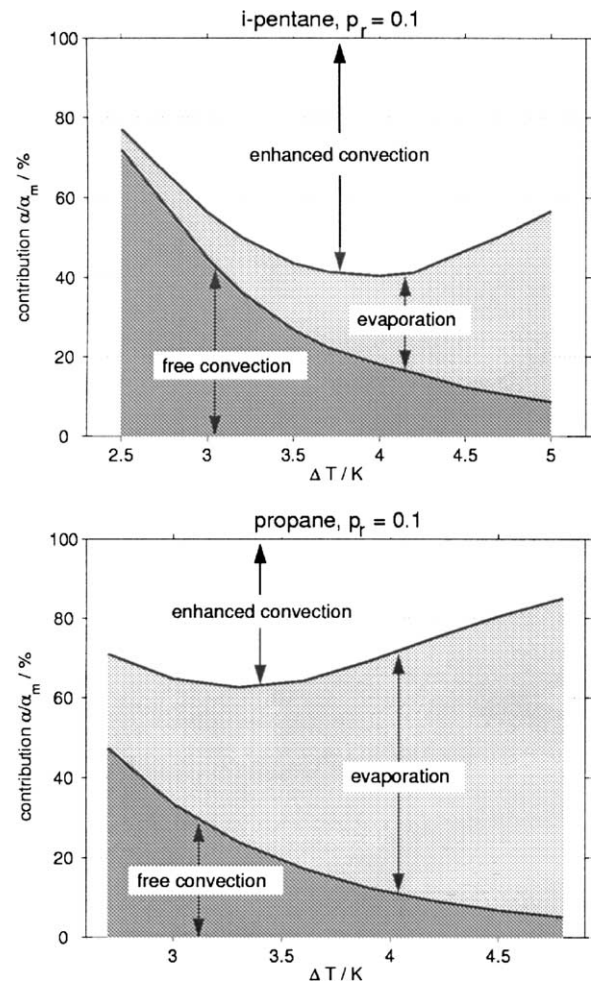 i-pentane, p_r = 0.1
100
80
60
40
20
0
contribution α/α_m / %
enhanced convection
evaporation
free convection
2.5 3 3.5 4 4.5 5
Δ T / K
propane, p_r = 0.1
100
80
60
40
20
0
contribution α/α_m / %
enhanced convection
evaporation
free convection
3 3.5 4 4.5
Δ T / K